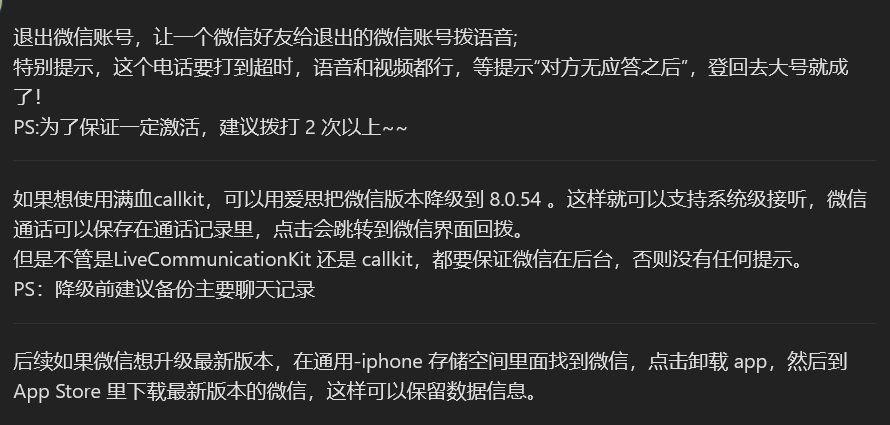 退出微信账号，让一个微信好友给退出的微信账号拨语音;
特别提示，这个电话要打到超时，语音和视频都行，等提示“对方无应答之后”，登回去大号就成
了！
PS:为了保证一定激活，建议拨打 2 次以上~~
如果想使用满血callkit，可以用爱思把微信版本降级到 8.0.54 。这样就可以支持系统级接听，微信
通话可以保存在通话记录里，点击会跳转到微信界面回拨。
但是不管是LiveCommunicationKit 还是 callkit，都要保证微信在后台，否则没有任何提示。
PS：降级前建议备份主要聊天记录
后续如果微信想升级最新版本，在通用-iphone 存储空间里面找到微信，点击卸载 app，然后到
App Store 里下载最新版本的微信，这样可以保留数据信息。